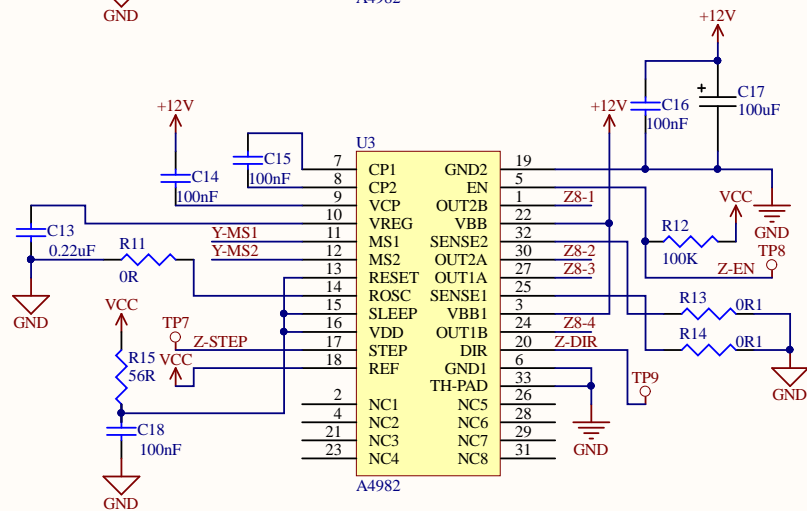 GND
A4982
+12V
C16
100nF
C17
100uF
+12V
+12V
C14
100nF
C15
100nF
U3
7 CP1 GND2 19
8 CP2 EN 5
9 VCP OUT2B 1 Z8-1
10 VREG VBB 22
Y-MS1 11 MS1 SENSE2 32
Y-MS2 12 MS2 OUT2A 30 Z8-2
13 RESET OUT1A 27 Z8-3
14 ROSC SENSE1 25
15 SLEEP VBB1 3
16 VDD OUT1B 24 Z8-4
Z-STEP 17 STEP DIR 20 Z-DIR
18 REF GND1 6
TH-PAD 33
2 NC1 NC5 26
4 NC2 NC6 28
21 NC3 NC7 29
23 NC4 NC8 31
A4982
C13
0.22uF
R11
0R
GND
VCC
TP7
VCC
R15
56R
C18
100nF
GND
VCC
GND
R12
100K
TP8
Z-EN
R13 0R1
R14 0R1
GND
TP9
GND
+